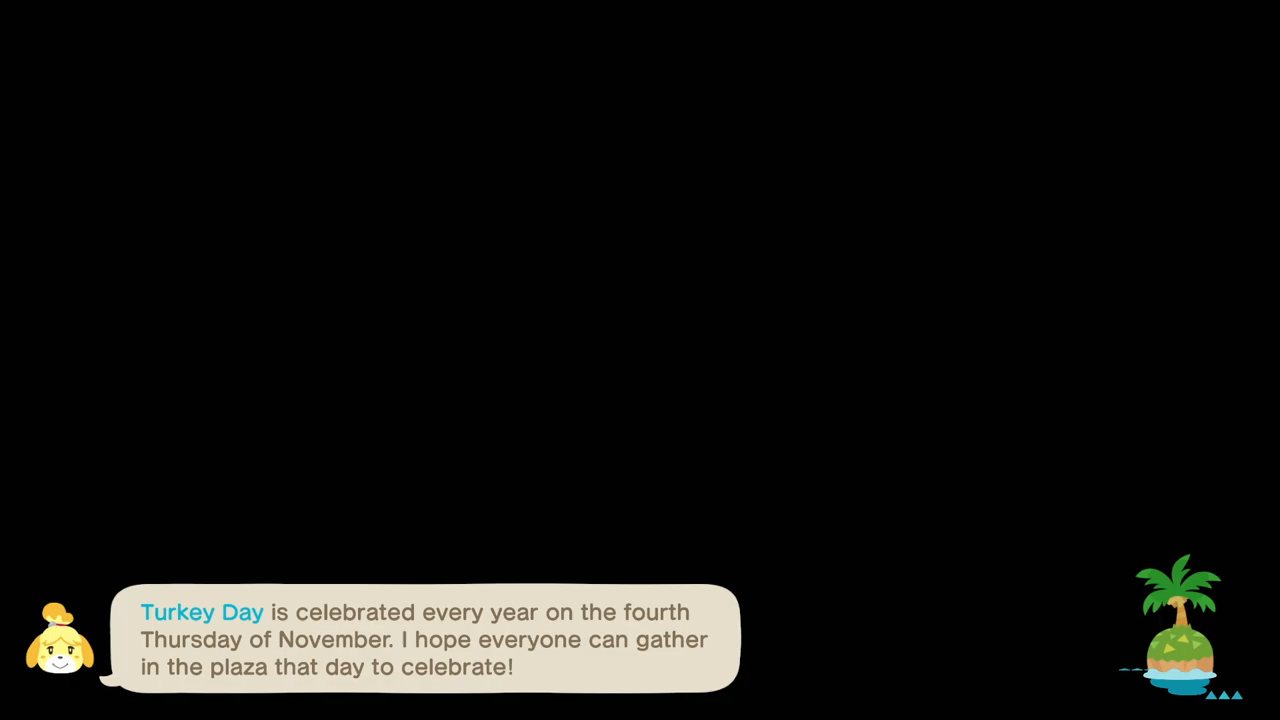 Turkey Day is celebrated every year on the fourth
Thursday of November. I hope everyone can gather
in the plaza that day to celebrate!